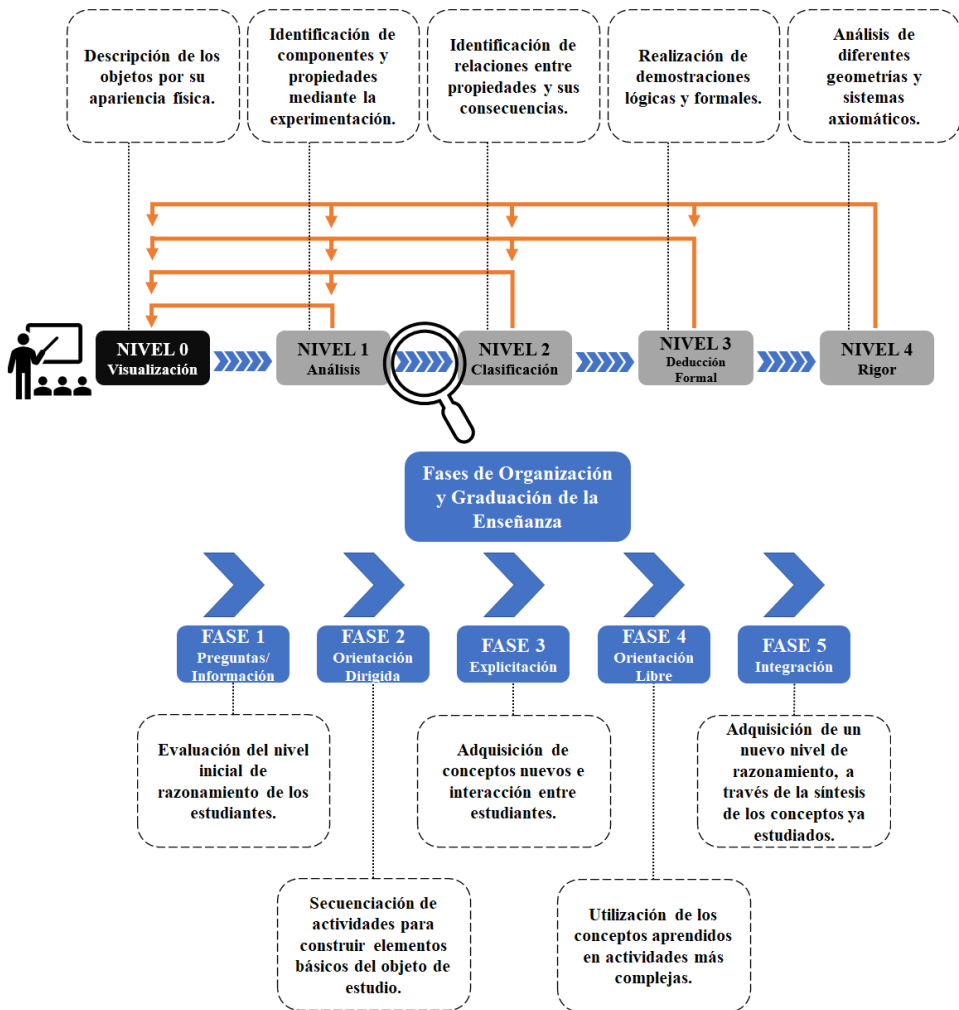 Descripción de los
objetos por su
apariencia física.
Identificación de
componentes y
propiedades
mediante la
experimentación.
Identificación de
relaciones entre
propiedades y sus
consecuencias.
Realización de
demostraciones
lógicas y formales.
Análisis de
diferentes
geometrías y
sistemas
axiomáticos.
NIVEL 0
Visualización
NIVEL 1
Análisis
NIVEL 2
Clasificación
NIVEL 3
Deducción
Formal
NIVEL 4
Rigor
Fases de Organización
y Graduación de la
Enseñanza
FASE 1
Preguntas/
Información
FASE 2
Orientación
Dirigida
FASE 3
Explicitación
FASE 4
Orientación
Libre
FASE 5
Integración
Evaluación del nivel
inicial de
razonamiento de los
estudiantes.
Adquisición de
conceptos nuevos e
interacción entre
estudiantes.
Adquisición de un
nuevo nivel de
razonamiento, a
través de la síntesis
de los conceptos ya
estudiados.
Secuenciación de
actividades para
construir elementos
básicos del objeto de
estudio.
Utilización de los
conceptos aprendidos
en actividades más
complejas.